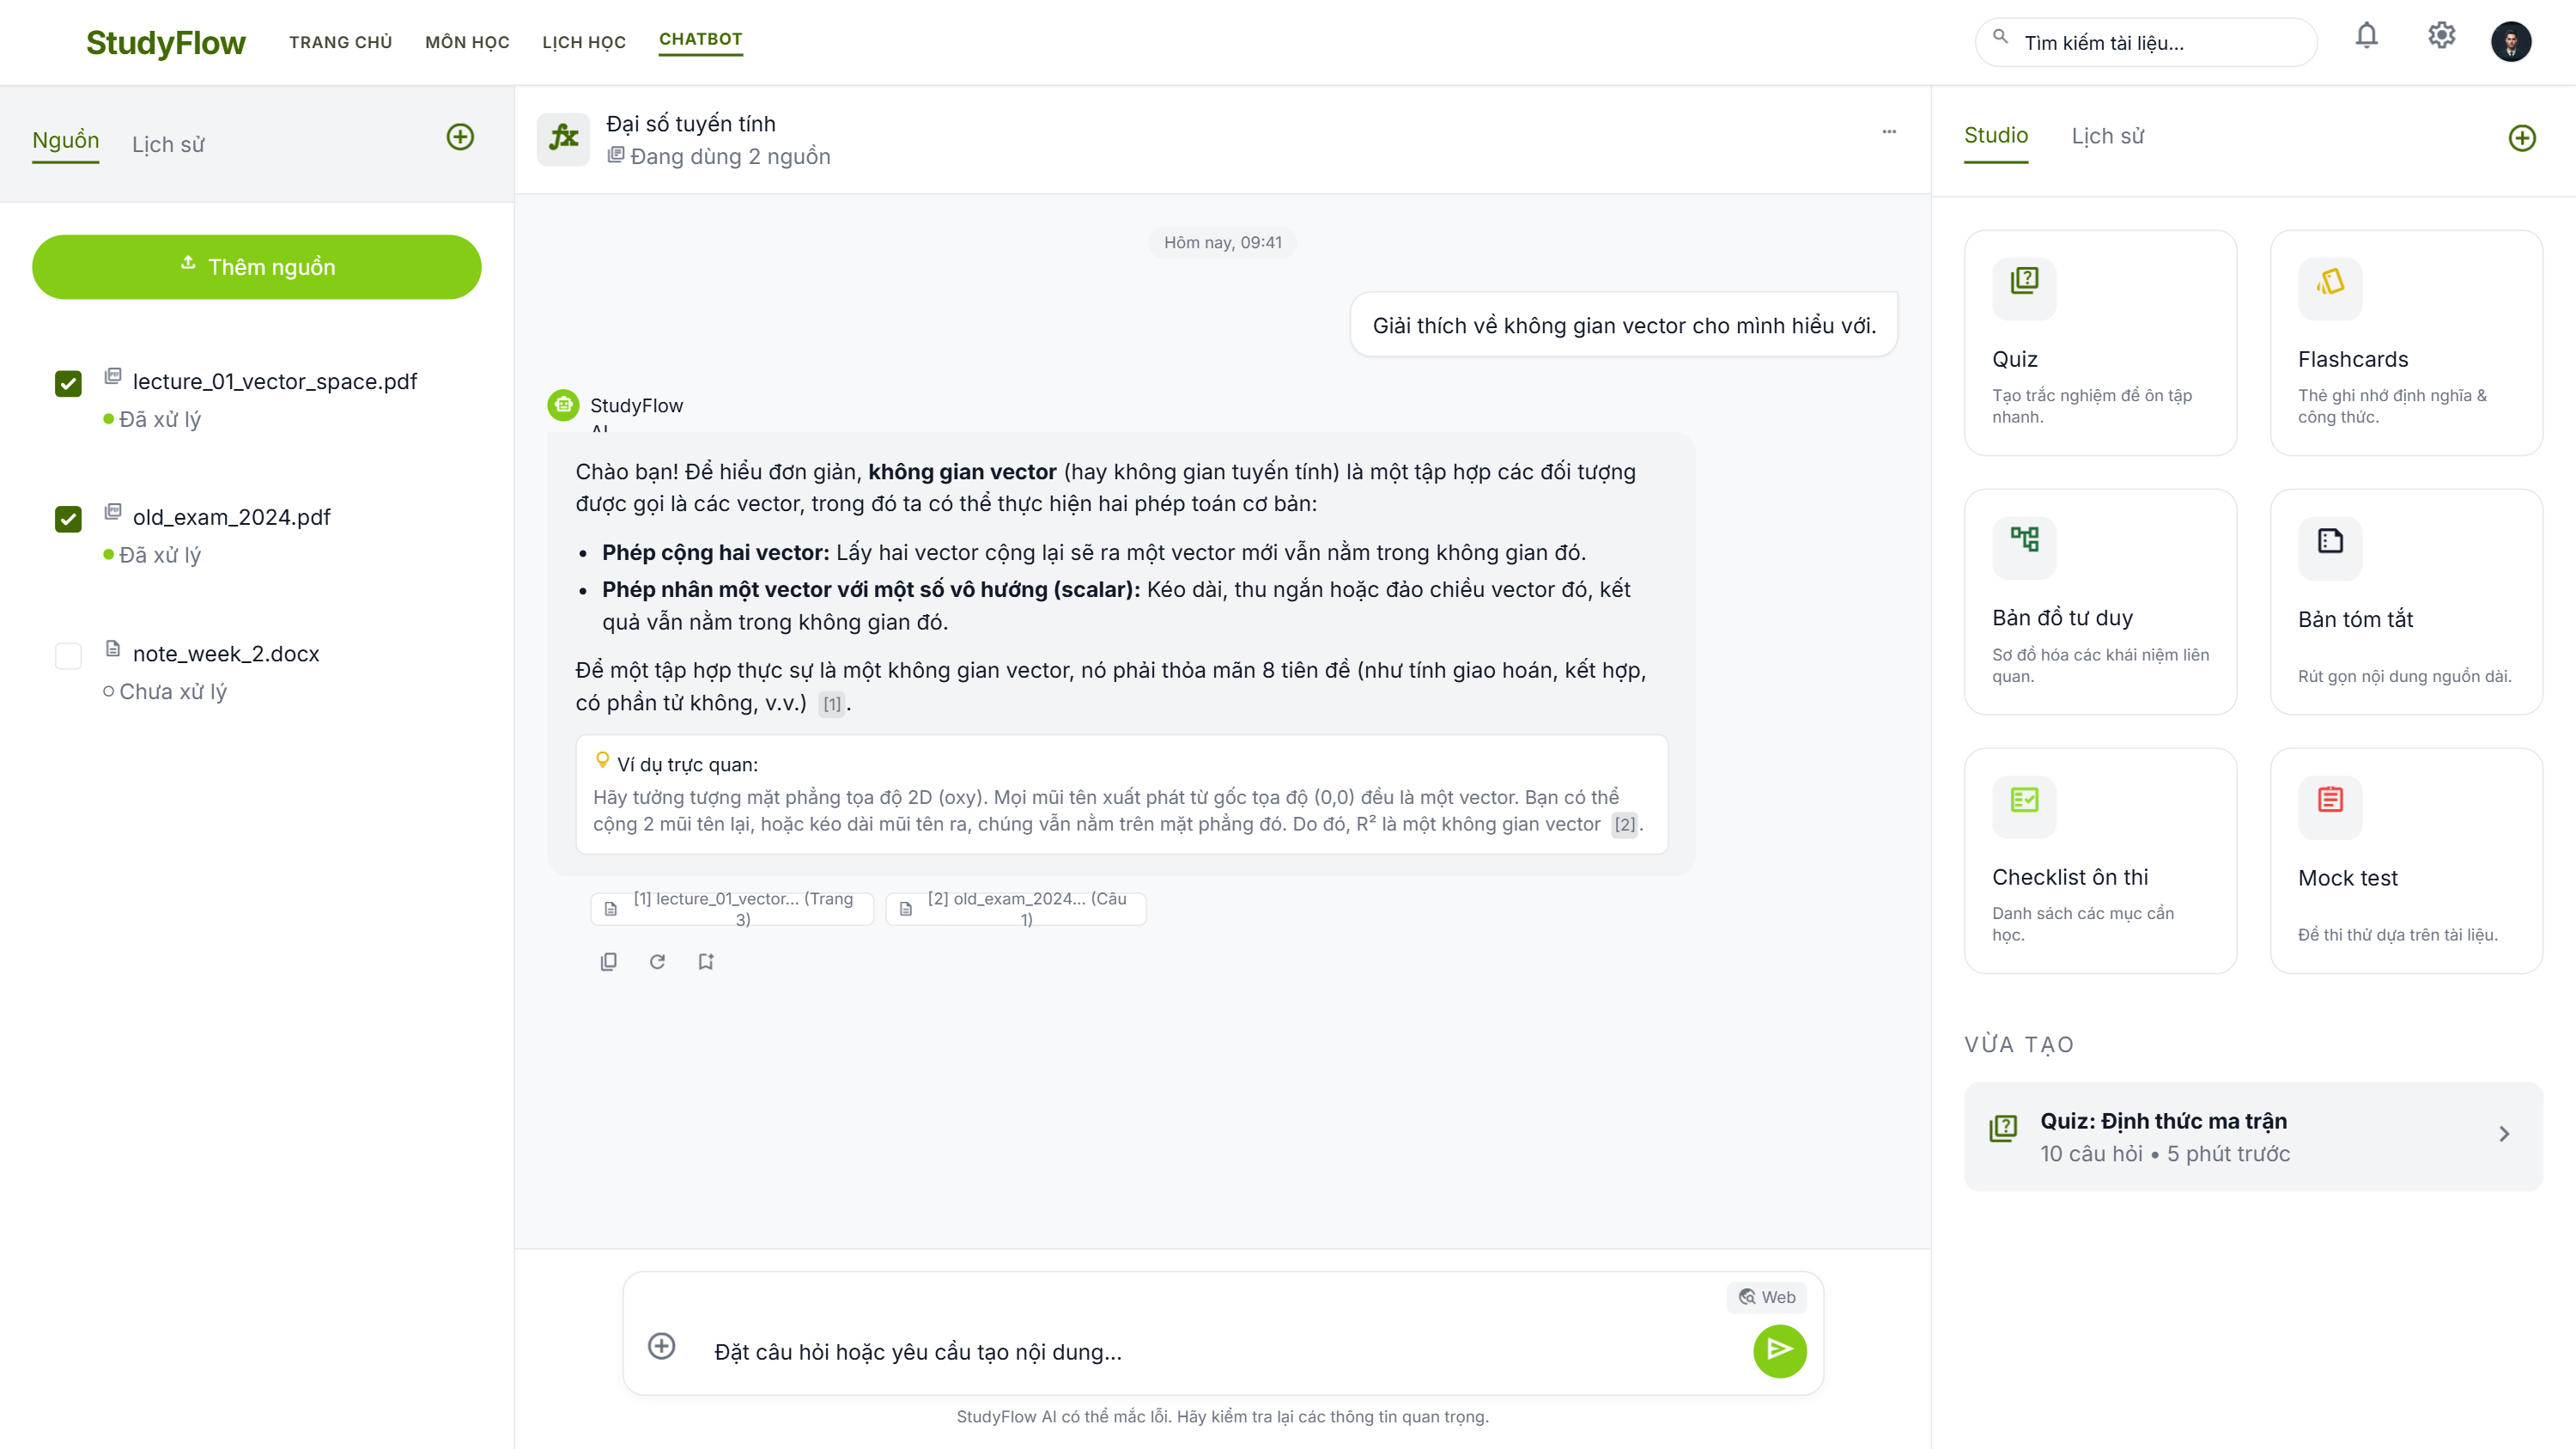 StudyFlow
TRANG CHỦ
MÔN HỌC
LỊCH HỌC
CHATBOT
Tìm kiếm tài liệu...
Nguồn
Lịch sử
Thêm nguồn
lecture_01_vector_space.pdf
Đã xử lý
old_exam_2024.pdf
Đã xử lý
note_week_2.docx
Chưa xử lý
Đại số tuyến tính
Đang dùng 2 nguồn
Hôm nay, 09:41
Giải thích về không gian vector cho mình hiểu với.
StudyFlow
AI
Chào bạn! Để hiểu đơn giản, không gian vector (hay không gian tuyến tính) là một tập hợp các đối tượng
được gọi là các vector, trong đó ta có thể thực hiện hai phép toán cơ bản:
• Phép cộng hai vector: Lấy hai vector cộng lại sẽ ra một vector mới vẫn nằm trong không gian đó.
• Phép nhân một vector với một số vô hướng (scalar): Kéo dài, thu ngắn hoặc đảo chiều vector đó, kết
quả vẫn nằm trong không gian đó.
Để một tập hợp thực sự là một không gian vector, nó phải thỏa mãn 8 tiên đề (như tính giao hoán, kết hợp,
có phần tử không, v.v.) [1].
Ví dụ trực quan:
Hãy tưởng tượng mặt phẳng tọa độ 2D (oxy). Mọi mũi tên xuất phát từ gốc tọa độ (0,0) đều là một vector. Bạn có thể
cộng 2 mũi tên lại, hoặc kéo dài mũi tên ra, chúng vẫn nằm trên mặt phẳng đó. Do đó, R² là một không gian vector [2].
[1] lecture_01_vector... (Trang
3)
[2] old_exam_2024... (Câu
1)
Web
Đặt câu hỏi hoặc yêu cầu tạo nội dung...
StudyFlow AI có thể mắc lỗi. Hãy kiểm tra lại các thông tin quan trọng.
Studio
Lịch sử
Quiz
Tạo trắc nghiệm để ôn tập
nhanh.
Flashcards
Thẻ ghi nhớ định nghĩa &
công thức.
Bản đồ tư duy
Sơ đồ hóa các khái niệm liên
quan.
Bản tóm tắt
Rút gọn nội dung nguồn dài.
Checklist ôn thi
Danh sách các mục cần
học.
Mock test
Đề thi thử dựa trên tài liệu.
VỪA TẠO
Quiz: Định thức ma trận
10 câu hỏi • 5 phút trước